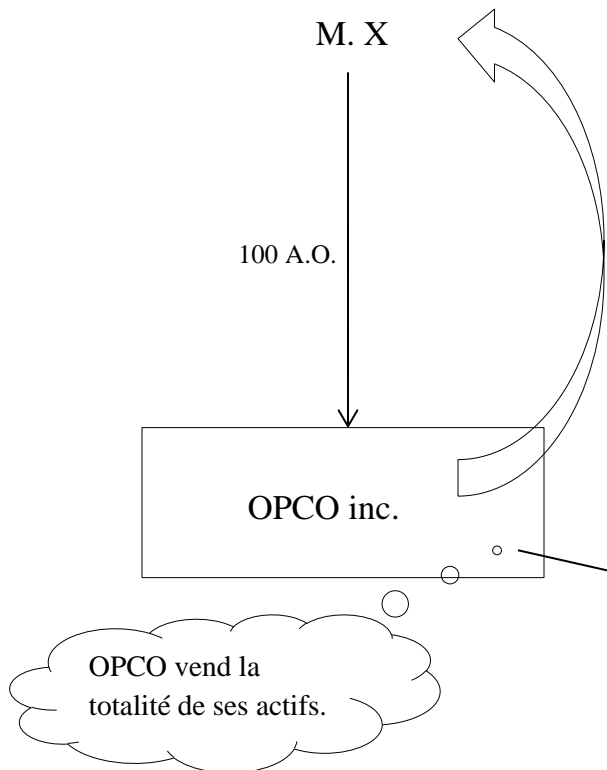 M. X
100 A.O.
OPCO inc.
OPCO vend la
totalité de ses actifs.